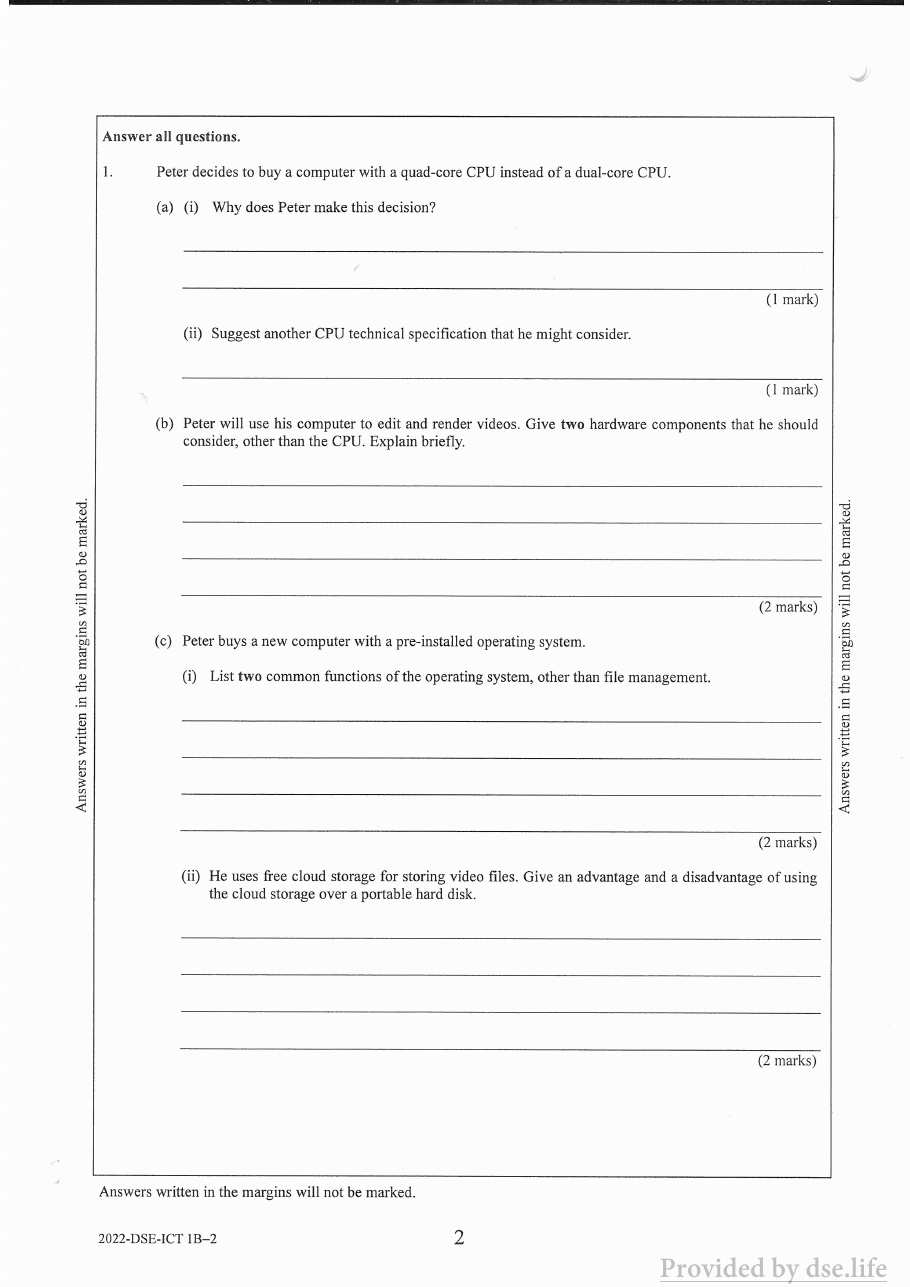 Answer all questions.
1. Peter decides to buy a computer with a quad-core CPU instead of a dual-core CPU.
(a) (i) Why does Peter make this decision?
(1 mark)
(ii) Suggest another CPU technical specification that he might consider.
(1 mark)
(b) Peter will use his computer to edit and render videos. Give two hardware components that he should
consider, other than the CPU. Explain briefly.
(2 marks)
(c) Peter buys a new computer with a pre-installed operating system.
(i) List two common functions of the operating system, other than file management.
(2 marks)
(ii) He uses free cloud storage for storing video files. Give an advantage and a disadvantage of using
the cloud storage over a portable hard disk.
(2 marks)
Answers written in the margins will not be marked.
Answers written in the margins will not be marked.
Answers written in the margins will not be marked.
2022-DSE-ICT 1B–2
2
Provided by dse.life